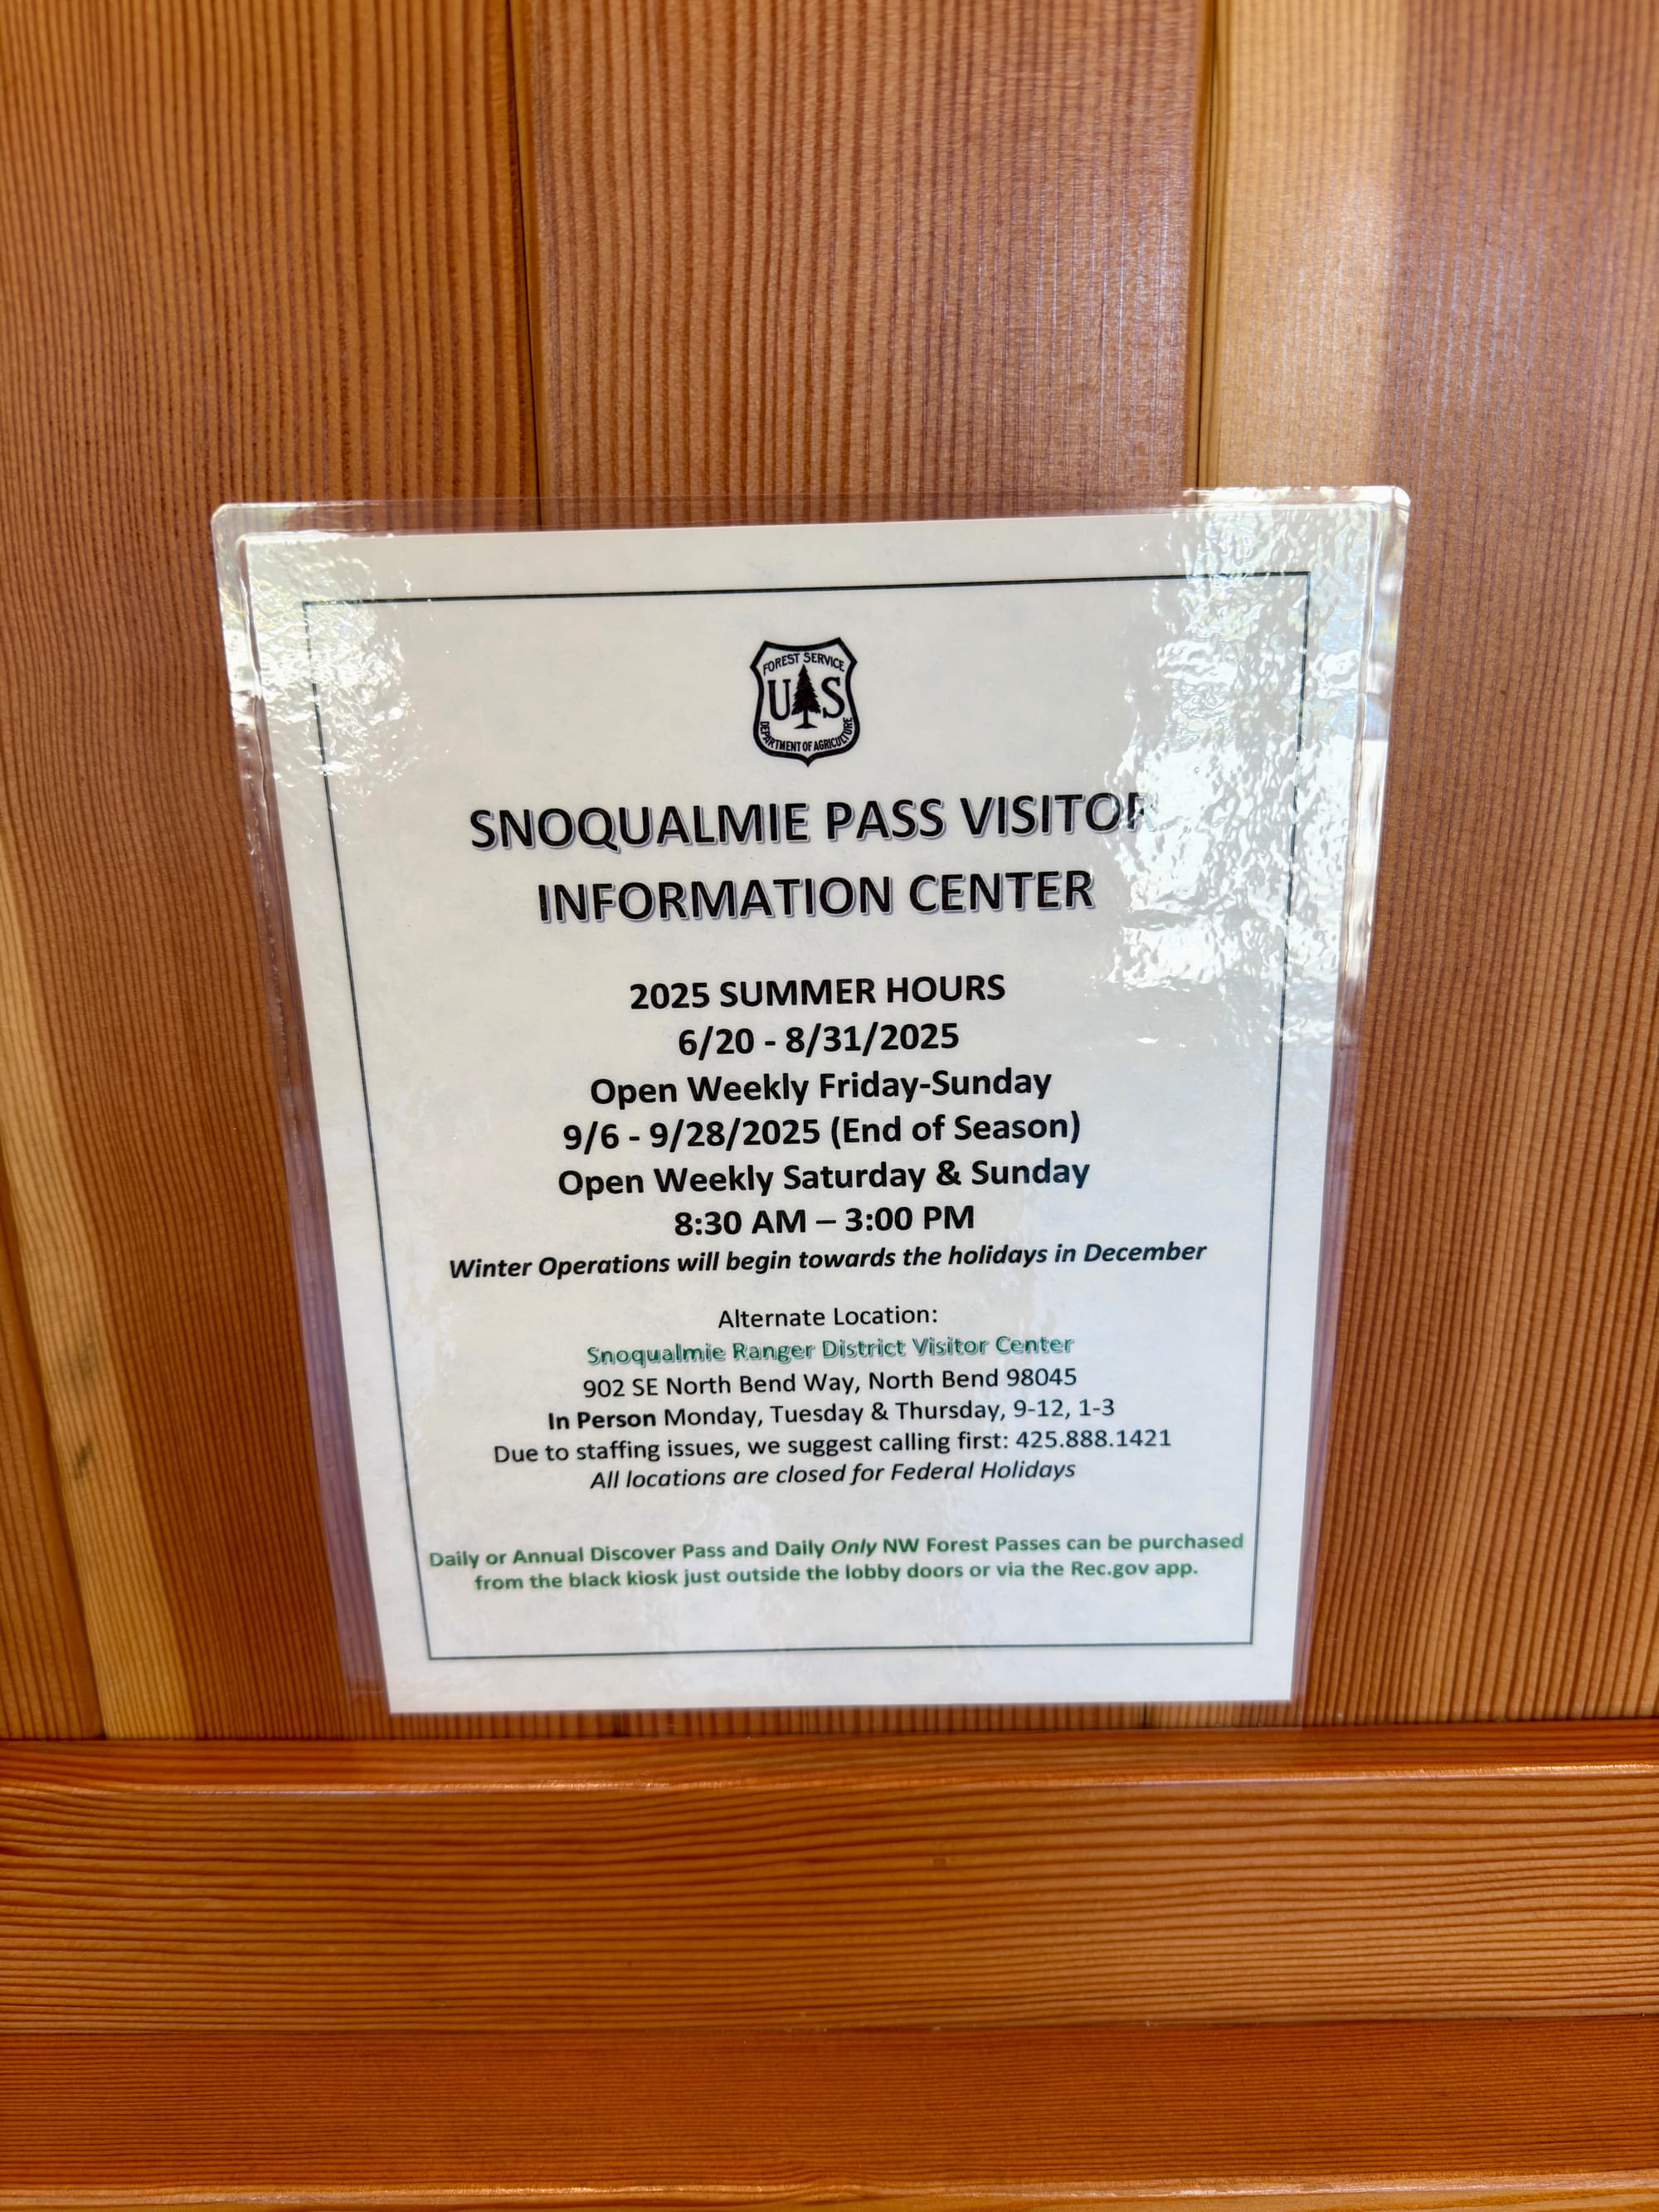 FOREST SERVICE
U S
DEPARTMENT OF AGRICULTURE
SNOQUALMIE PASS VISITOR
INFORMATION CENTER
2025 SUMMER HOURS
6/20 - 8/31/2025
Open Weekly Friday-Sunday
9/6 - 9/28/2025 (End of Season)
Open Weekly Saturday & Sunday
8:30 AM – 3:00 PM
Winter Operations will begin towards the holidays in December
Alternate Location:
Snoqualmie Ranger District Visitor Center
902 SE North Bend Way, North Bend 98045
In Person Monday, Tuesday & Thursday, 9-12, 1-3
Due to staffing issues, we suggest calling first: 425.888.1421
All locations are closed for Federal Holidays
Daily or Annual Discover Pass and Daily Only NW Forest Passes can be purchased
from the black kiosk just outside the lobby doors or via the Rec.gov app.